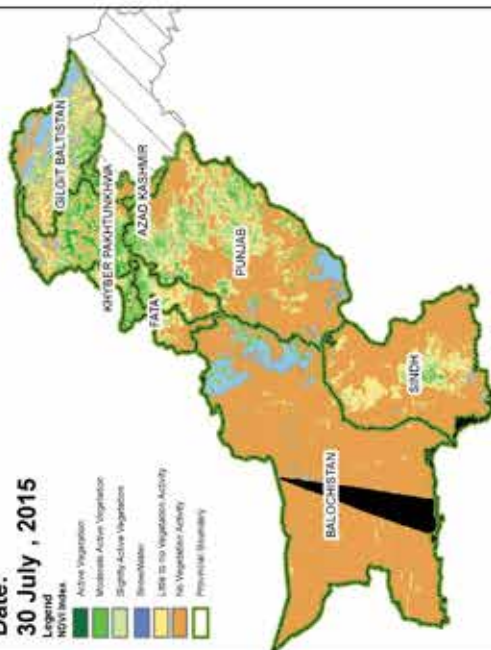 Date:
30 July , 2015
Legend
NDVI Index
Active Vegetation
Moderate Active Vegetation
Slightly Active Vegetation
Snow/Water
Little to no Vegetation Activity
No Vegetation Activity
Provincial Boundary
GILGIT BALTISTAN
KHYBER PAKHTUNKHWA
AZAD KASHMIR
FATA
PUNJAB
BALOCHISTAN
SINDH